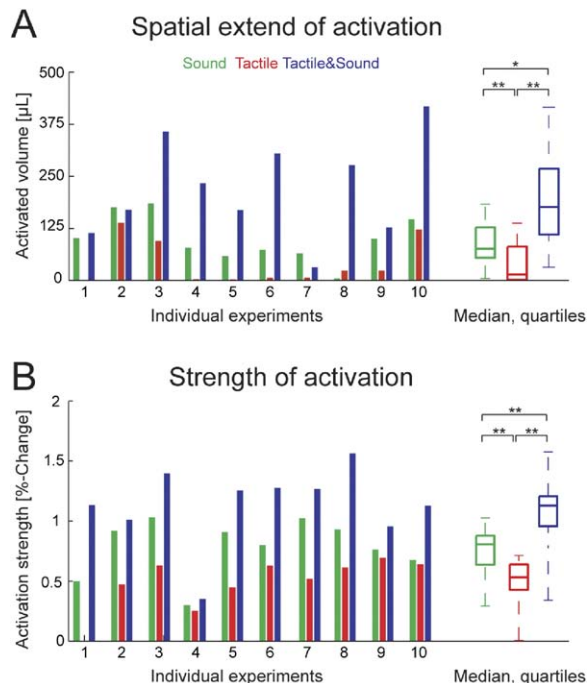 A
Spatial extend of activation
Sound Tactile Tactile&Sound
Activated volume [µL]
500
375
250
125
0
1 2 3 4 5 6 7 8 9 10
Individual experiments
Median, quartiles
*
** **
B
Strength of activation
Activation strength [%-Change]
2
1.5
1
0.5
0
1 2 3 4 5 6 7 8 9 10
Individual experiments
Median, quartiles
**
** **